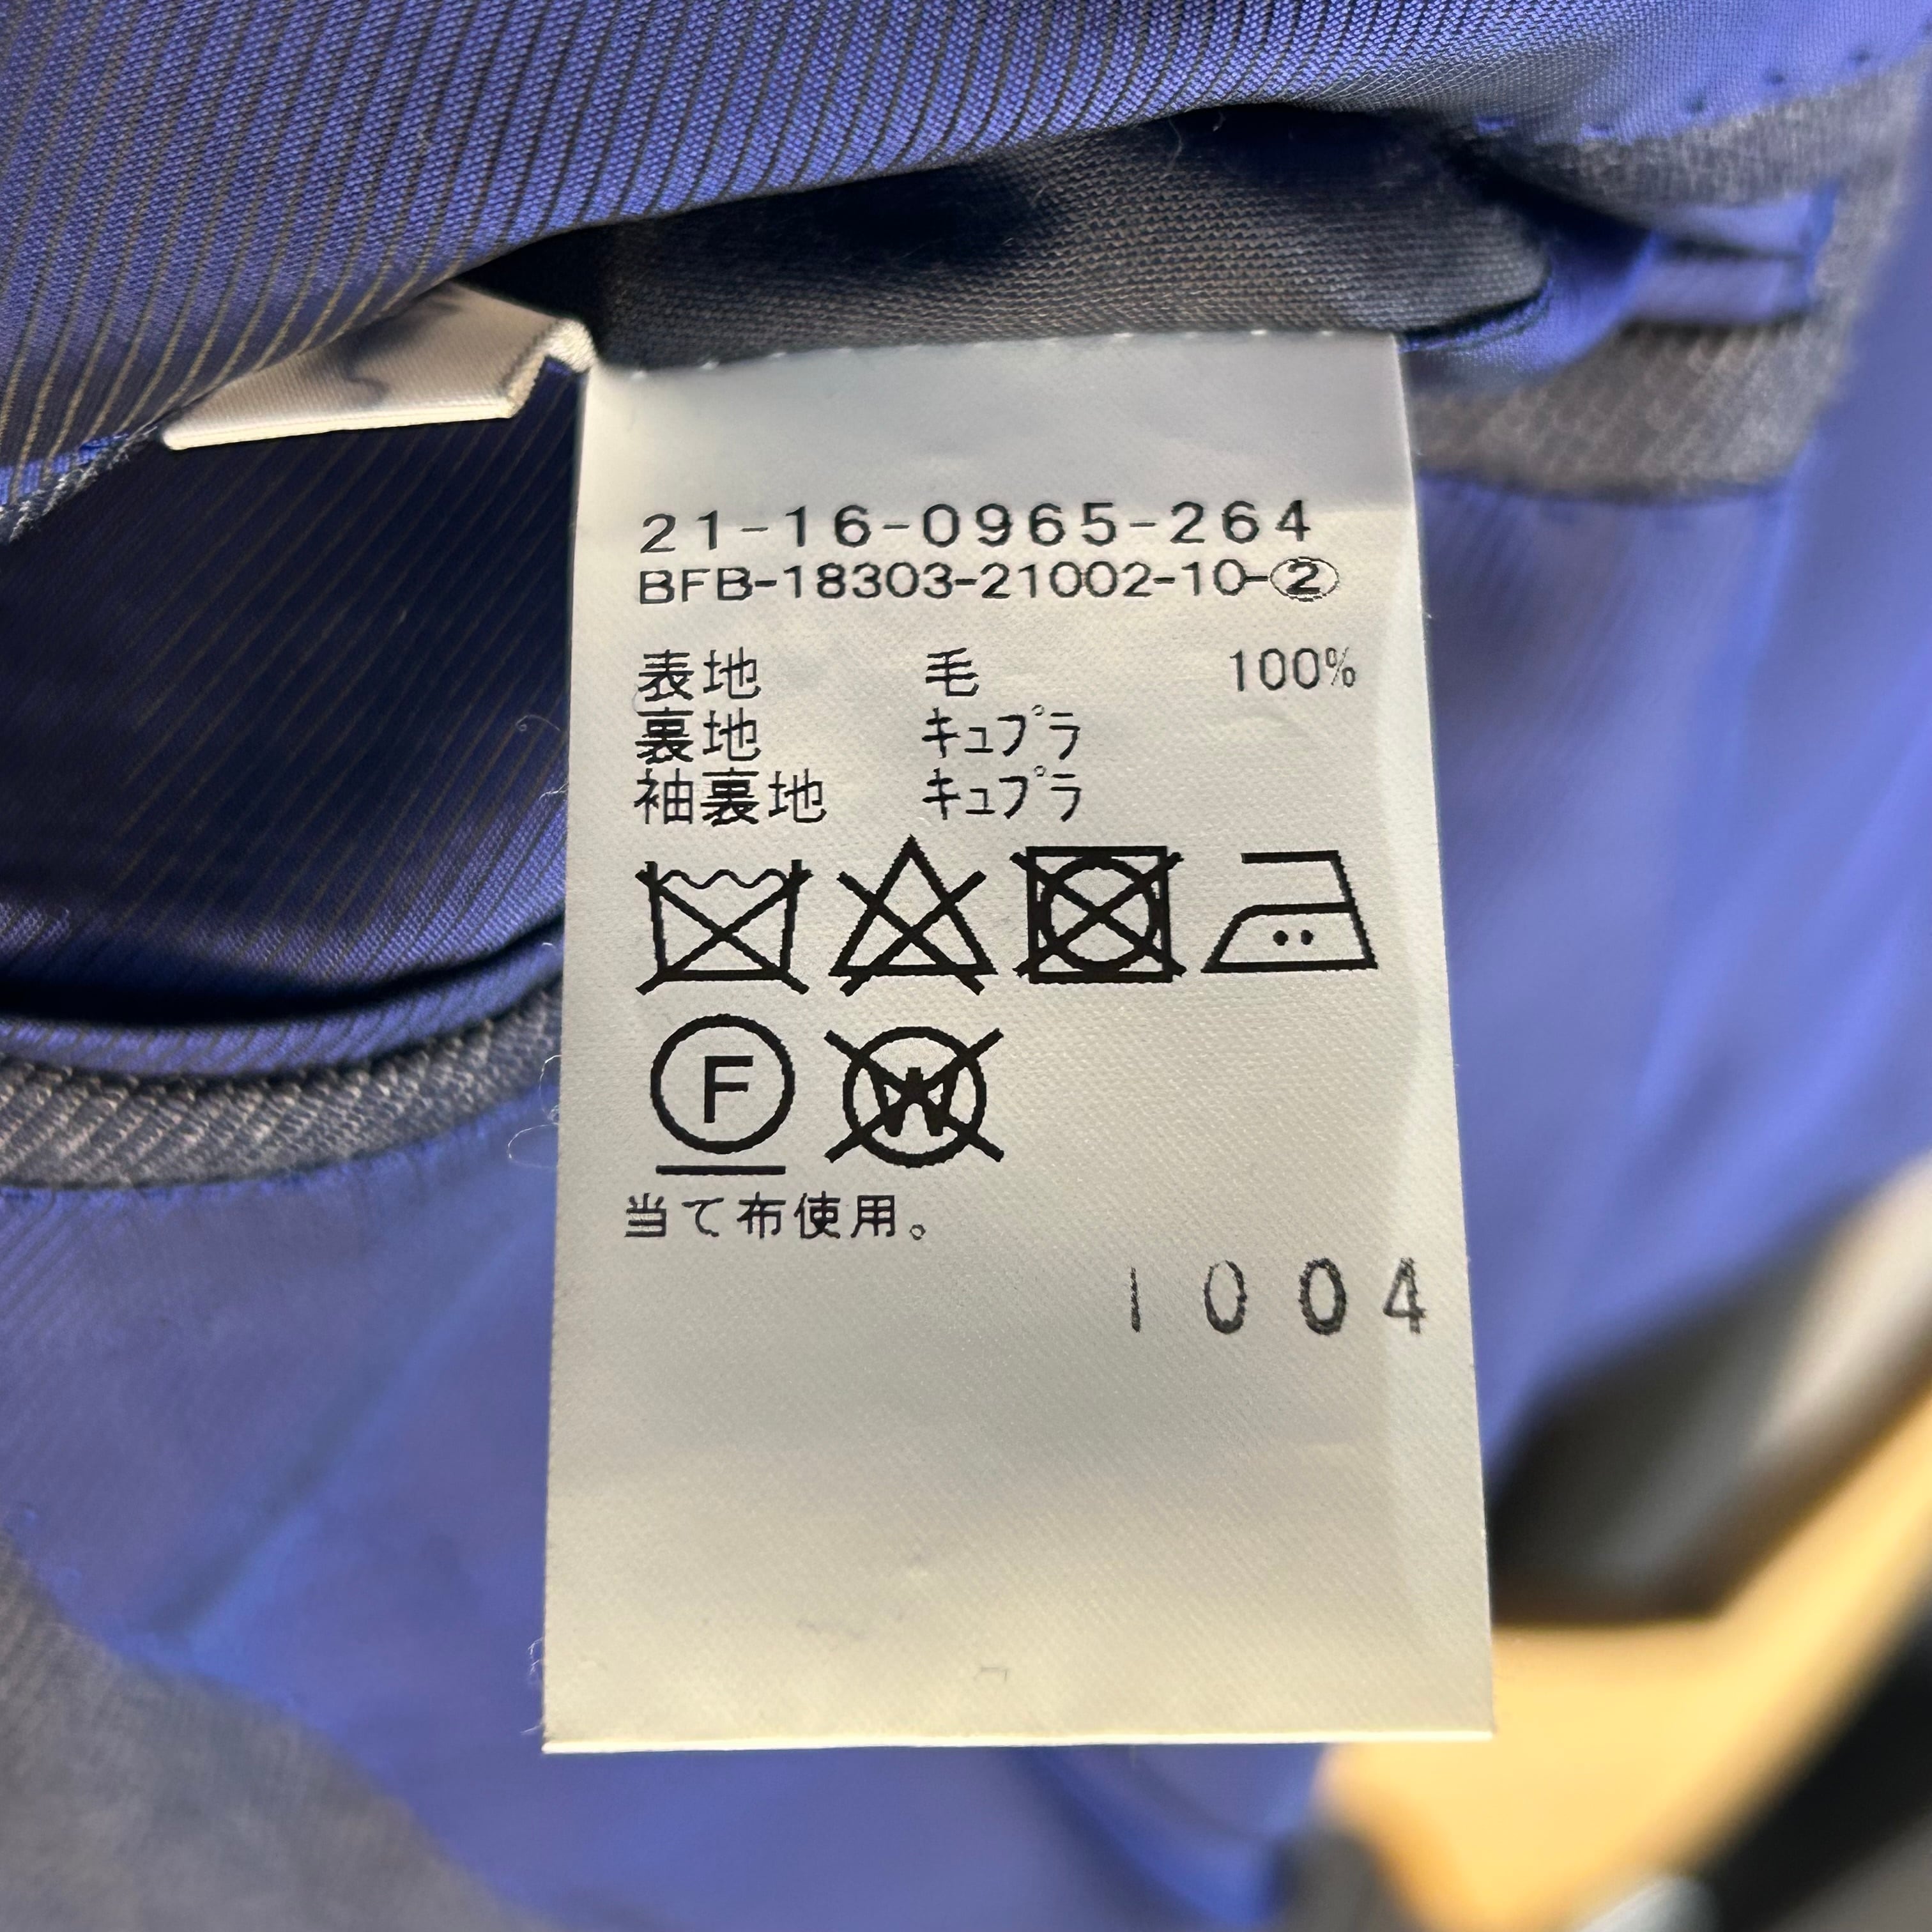 21-16-0965-264
BFB-18303-21002-10-②
表地 毛 100%
裏地 キュプラ
袖裏地 キュプラ
F W
当て布使用。
1004